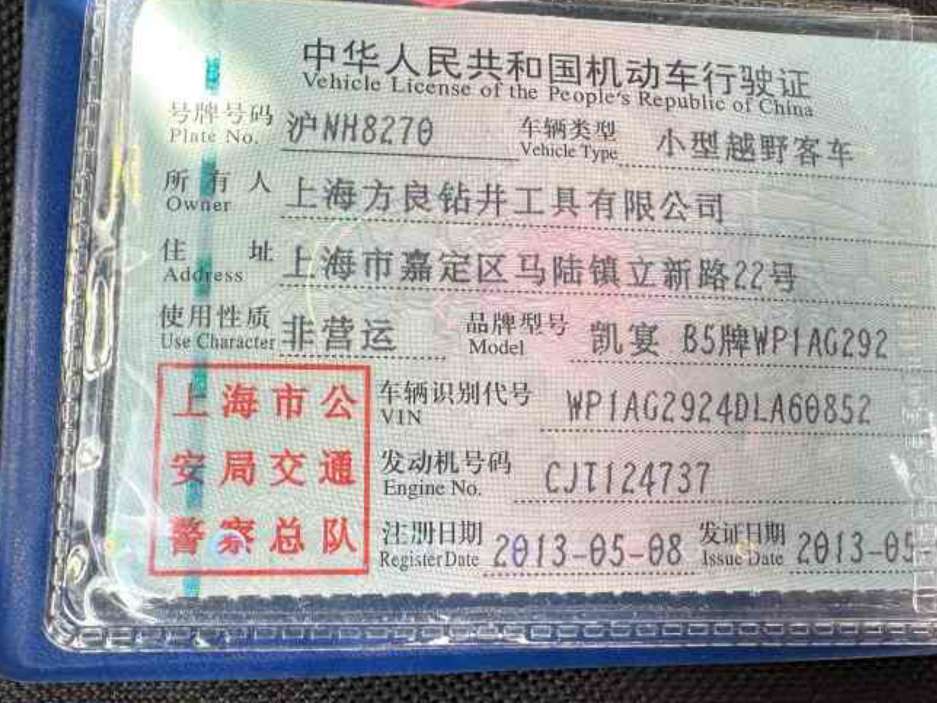 中华人民共和国机动车行驶证
Vehicle License of the People's Republic of China
号牌号码 沪NH8270 车辆类型 小型越野客车
Plate No. Vehicle Type
所有人 上海方良钻井工具有限公司
Owner
住址 上海市嘉定区马陆镇立新路22号
Address
使用性质 非营运 品牌型号 凯宴 B5牌WP1AG292
Use Character Model
上海市公
安局交通
警察总队
车辆识别代号 WP1AG2924DLA60852
VIN
发动机号码 CJT124737
Engine No.
注册日期 2013-05-08 发证日期 2013-05-
Register Date Issue Date